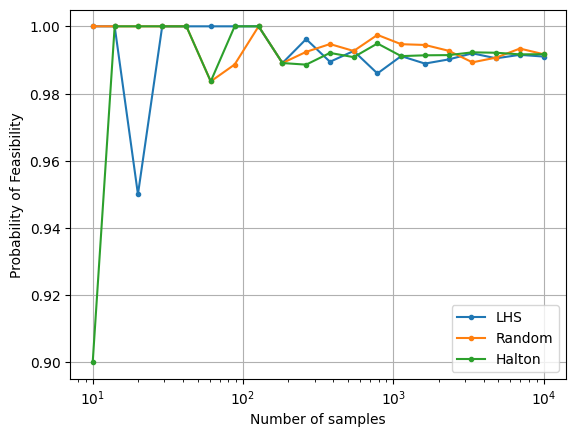 1.00
0.98
0.96
0.94
0.92
0.90
Probability of Feasibility
10¹
10²
10³
10⁴
Number of samples
LHS
Random
Halton